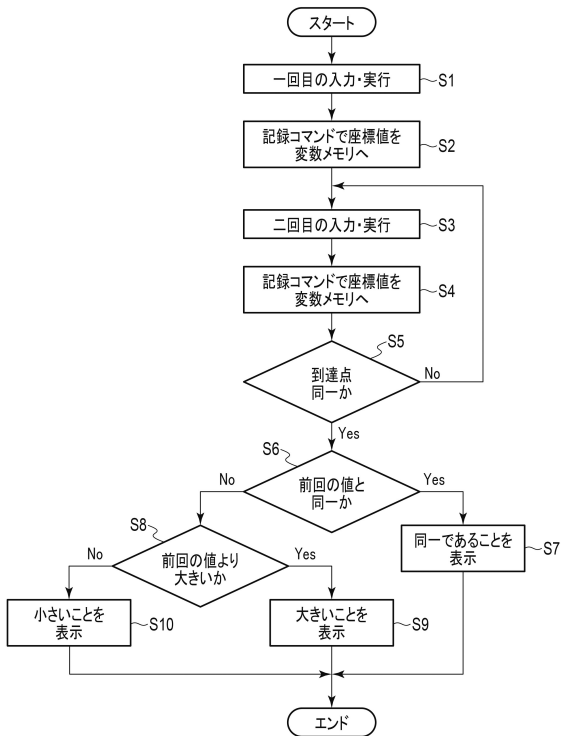 スタート
一回目の入力・実行
S1
記録コマンドで座標値を
変数メモリへ
S2
二回目の入力・実行
S3
記録コマンドで座標値を
変数メモリへ
S4
S5
到達点
同一か
No
Yes
S6
前回の値と
同一か
No
Yes
S8
前回の値より
大きいか
No
Yes
同一であることを
表示
S7
小さいことを
表示
S10
大きいことを
表示
S9
エンド